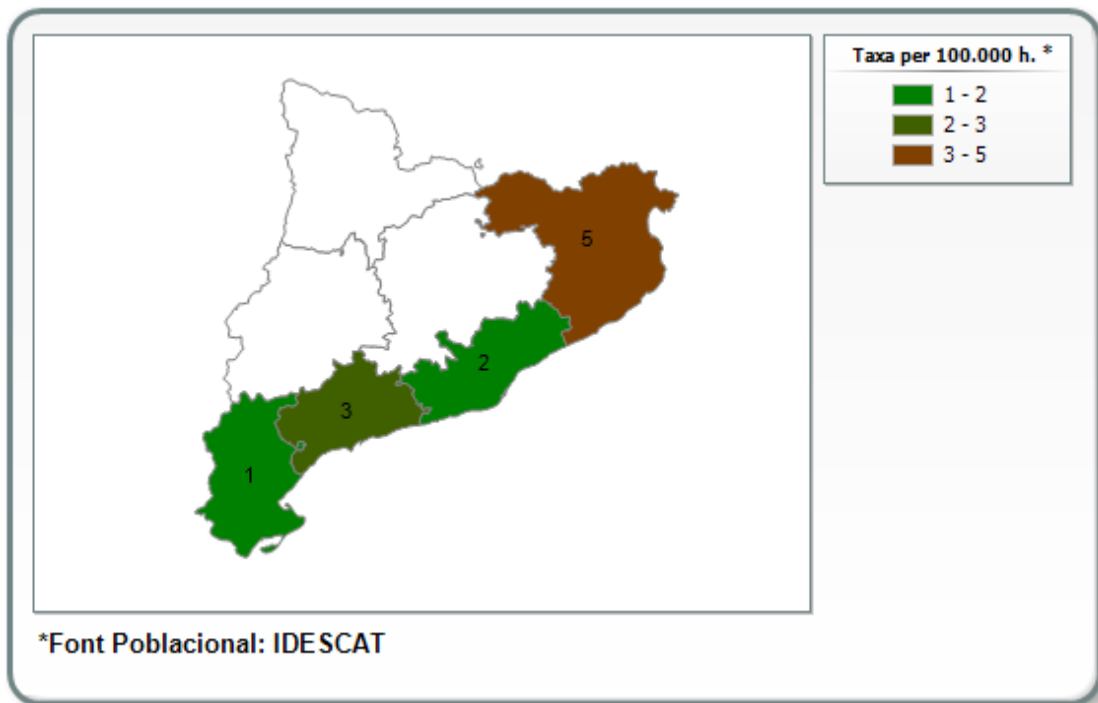 Taxa per 100.000 h. *
1 - 2
2 - 3
3 - 5
5
2
3
1
*Font Poblacional: IDESCAT